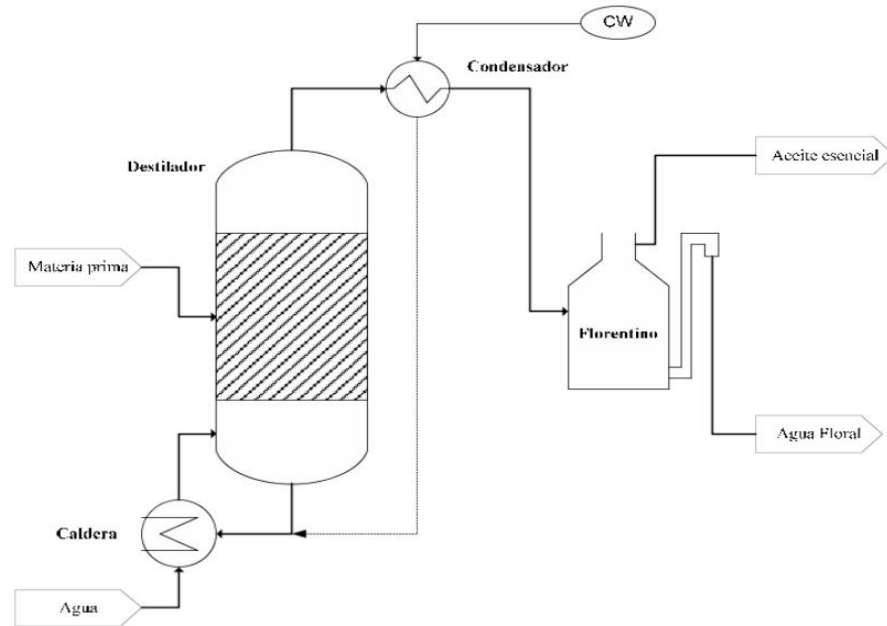 CW
Condensador
Destilador
Aceite esencial
Materia prima
Florentino
Agua Floral
Caldera
Agua